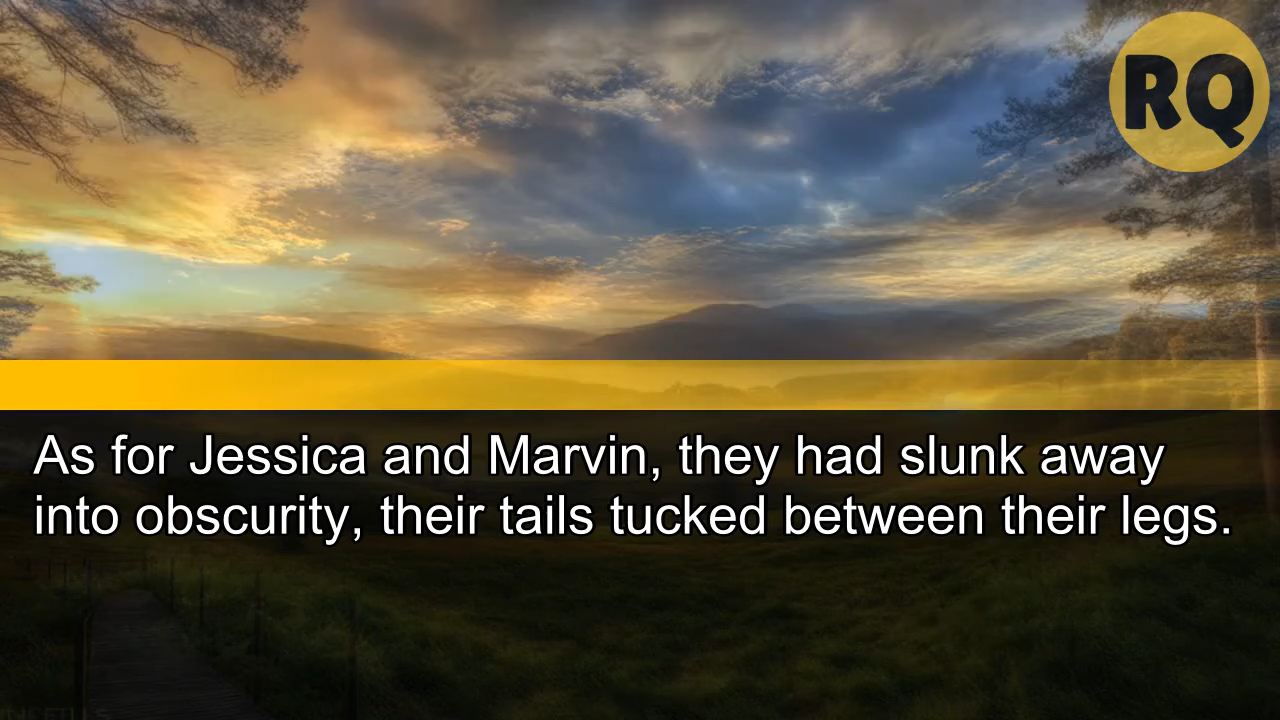 RQ
As for Jessica and Marvin, they had slunk away
into obscurity, their tails tucked between their legs.